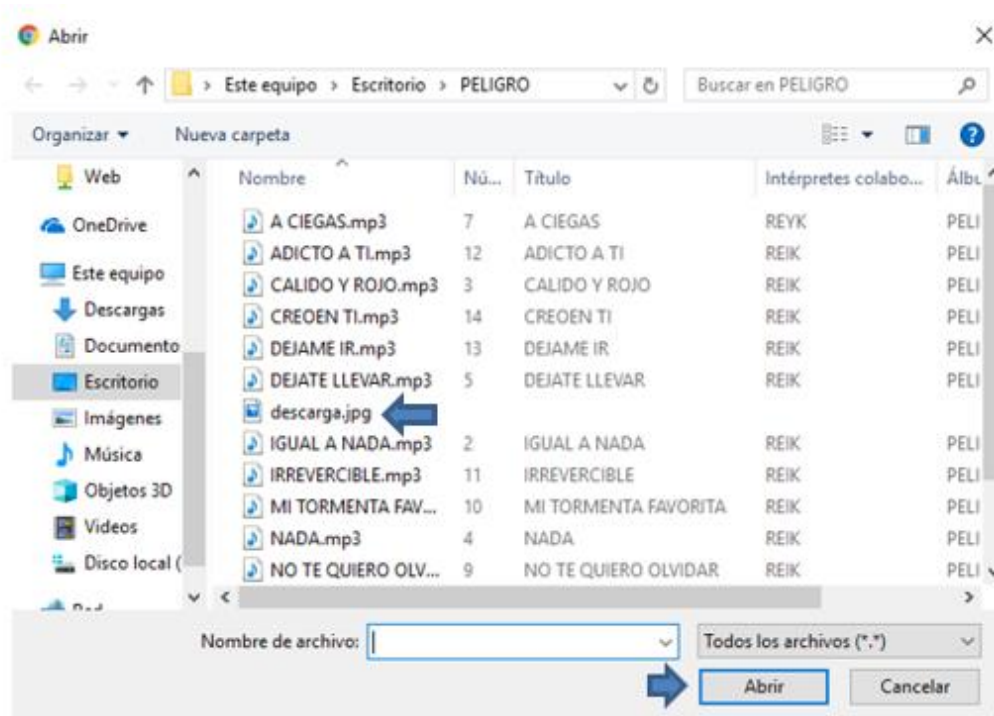 Abrir
Este equipo > Escritorio > PELIGRO
Buscar en PELIGRO
Organizar
Nueva carpeta
Web
OneDrive
Este equipo
Descargas
Documento
Escritorio
Imágenes
Música
Objetos 3D
Videos
Disco local (
Nombre Nú... Título Intérpretes colabo... Álbu
A CIEGAS.mp3 7 A CIEGAS REYK PELI
ADICTO A TI.mp3 12 ADICTO A TI REIK PELI
CALIDO Y ROJO.mp3 3 CALIDO Y ROJO REIK PELI
CREOEN TI.mp3 14 CREOEN TI REIK PELI
DEJAME IR.mp3 13 DEJAME IR REIK PELI
DEJATE LLEVAR.mp3 5 DEJATE LLEVAR REIK PELI
descarga.jpg
IGUAL A NADA.mp3 2 IGUAL A NADA REIK PELI
IRREVERCIBLE.mp3 11 IRREVERCIBLE REIK PELI
MI TORMENTA FAV... 10 MI TORMENTA FAVORITA REIK PELI
NADA.mp3 4 NADA REIK PELI
NO TE QUIERO OLV... 9 NO TE QUIERO OLVIDAR REIK PELI
Nombre de archivo:
Todos los archivos (*.*)
Abrir
Cancelar